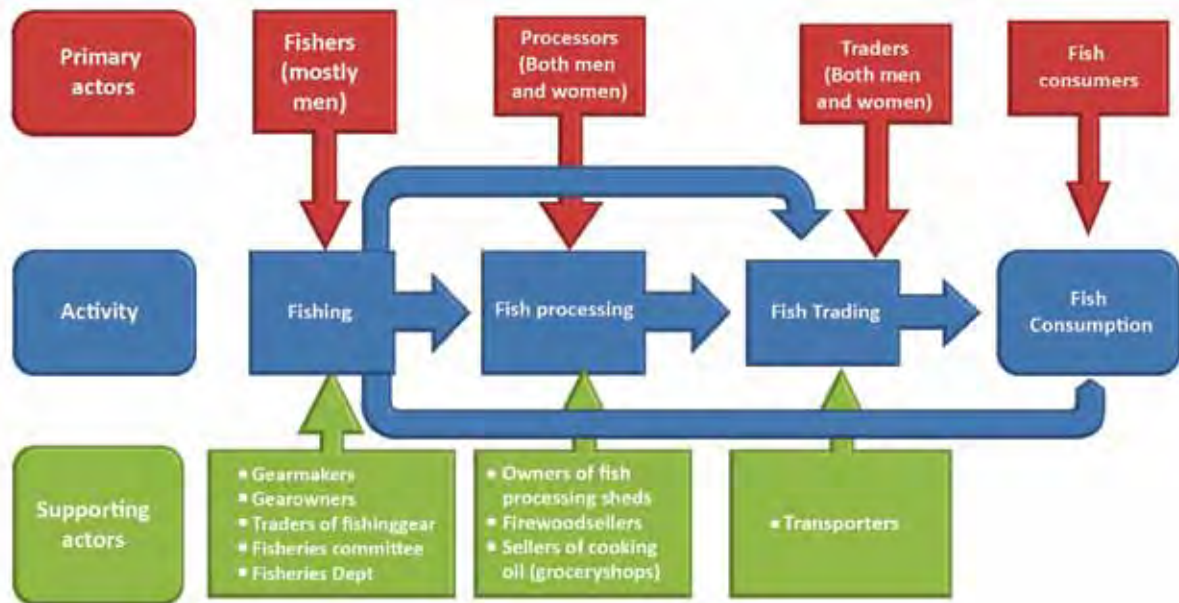 Primary
actors
Fishers
(mostly
men)
Processors
(Both men
and women)
Traders
(Both men
and women)
Fish
consumers
Activity
Fishing
Fish processing
Fish Trading
Fish
Consumption
Supporting
actors
▪ Gearmakers
▪ Gearowners
▪ Traders of fishinggear
▪ Fisheries committee
▪ Fisheries Dept
▪ Owners of fish
processing sheds
▪ Firewoodsellers
▪ Sellers of cooking
oil (groceryshops)
▪ Transporters